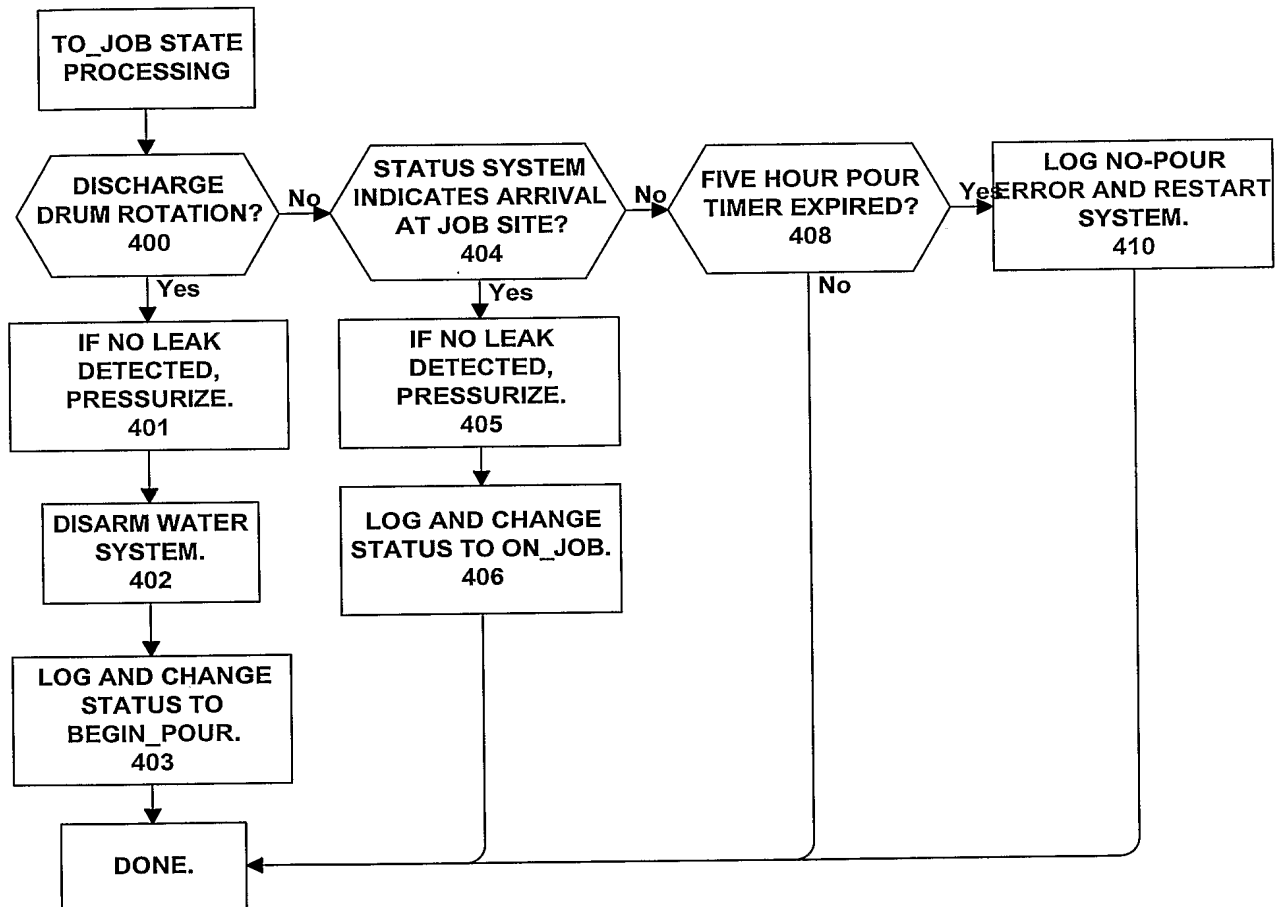 TO_JOB STATE
PROCESSING
DISCHARGE
DRUM ROTATION?
400
No
STATUS SYSTEM
INDICATES ARRIVAL
AT JOB SITE?
404
No
FIVE HOUR POUR
TIMER EXPIRED?
408
Yes
LOG NO-POUR
ERROR AND RESTART
SYSTEM.
410
Yes
Yes
No
IF NO LEAK
DETECTED,
PRESSURIZE.
401
IF NO LEAK
DETECTED,
PRESSURIZE.
405
DISARM WATER
SYSTEM.
402
LOG AND CHANGE
STATUS TO ON_JOB.
406
LOG AND CHANGE
STATUS TO
BEGIN_POUR.
403
DONE.